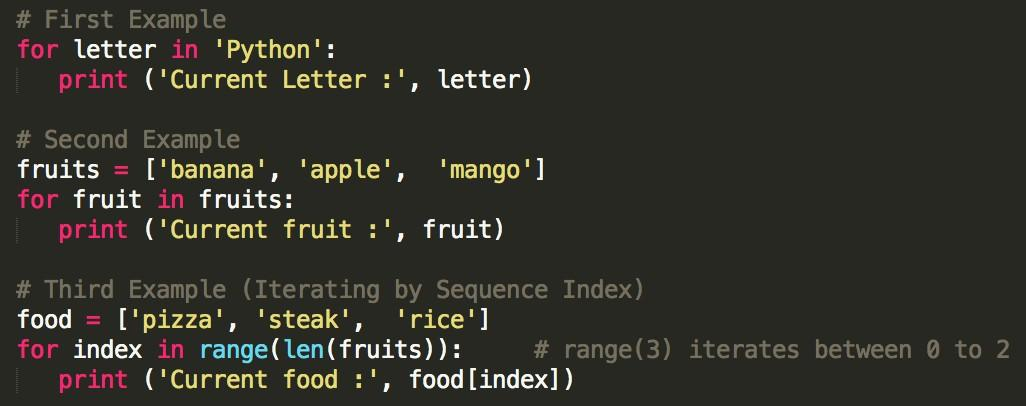 # First Example
for letter in 'Python':
   print ('Current Letter :', letter)

# Second Example
fruits = ['banana', 'apple',  'mango']
for fruit in fruits:
   print ('Current fruit :', fruit)

# Third Example (Iterating by Sequence Index)
food = ['pizza', 'steak',  'rice']
for index in range(len(fruits)):     # range(3) iterates between 0 to 2
   print ('Current food :', food[index])